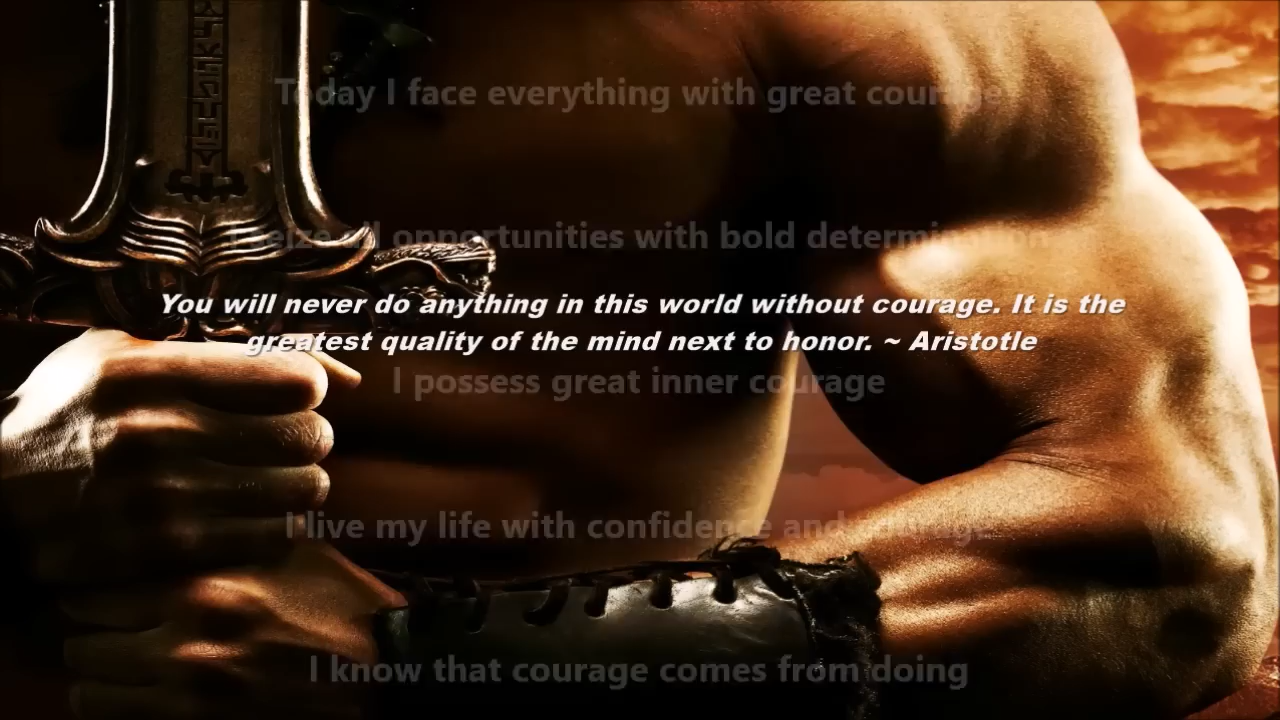 Today I face everything with great courage
I seize all opportunities with bold determination
You will never do anything in this world without courage. It is the
greatest quality of the mind next to honor. ~ Aristotle
I possess great inner courage
I live my life with confidence and courage
I know that courage comes from doing